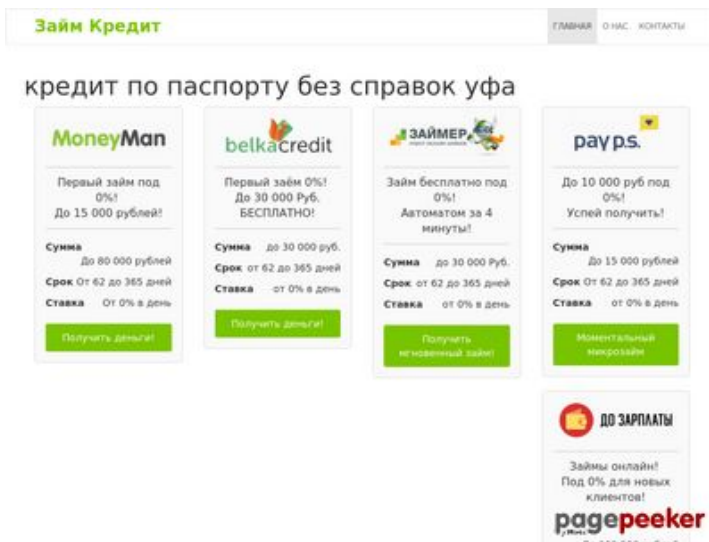 Займ Кредит
ГЛАВНАЯ О НАС КОНТАКТЫ
кредит по паспорту без справок уфа
MoneyMan
Первый займ под
0%!
До 15 000 рублей!
Сумма
До 80 000 рублей
Срок От 62 до 365 дней
Ставка От 0% в день
Получить деньги!
belkacredit
Первый заём 0%!
До 30 000 Руб.
БЕСПЛАТНО!
Сумма до 30 000 руб.
Срок от 62 до 365 дней
Ставка от 0% в день
Получить деньги!
ЗАЙМЕР
Займ бесплатно под
0%!
Автоматом за 4
минуты!
Сумма до 30 000 Руб.
Срок от 62 до 365 дней
Ставка от 0% в день
Получить
мгновенный займ!
pay p.s.
До 10 000 руб под
0%!
Успей получить!
Сумма
До 15 000 рублей
Срок От 62 до 365 дней
Ставка От 0% в день
Моментальный
микрозайм
ДО ЗАРПЛАТЫ
Займы онлайн!
Под 0% для новых
клиентов!
pagepeeker